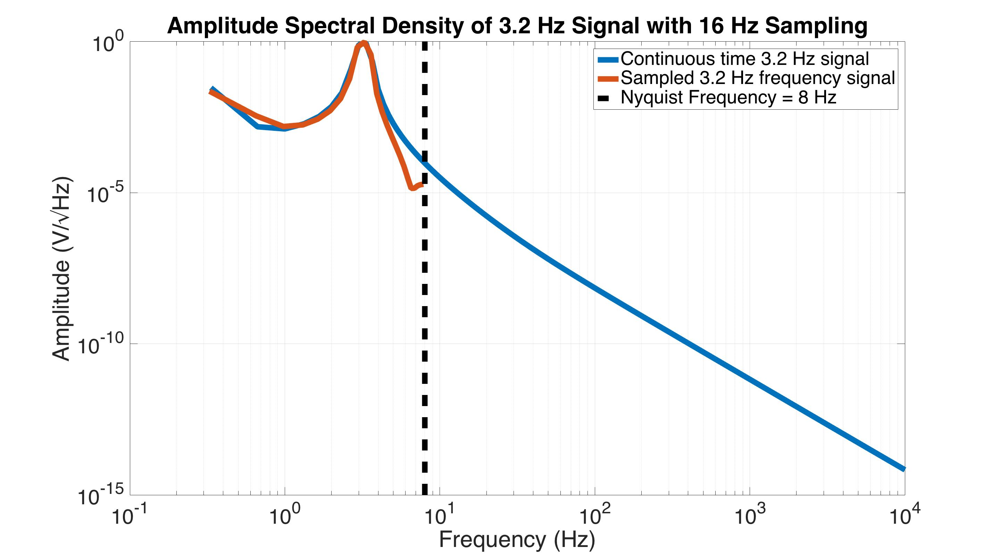 Amplitude Spectral Density of 3.2 Hz Signal with 16 Hz Sampling
10^0
10^-5
10^-10
10^-15
Amplitude (V/√Hz)
Continuous time 3.2 Hz signal
Sampled 3.2 Hz frequency signal
Nyquist Frequency = 8 Hz
10^-1 10^0 10^1 10^2 10^3 10^4
Frequency (Hz)